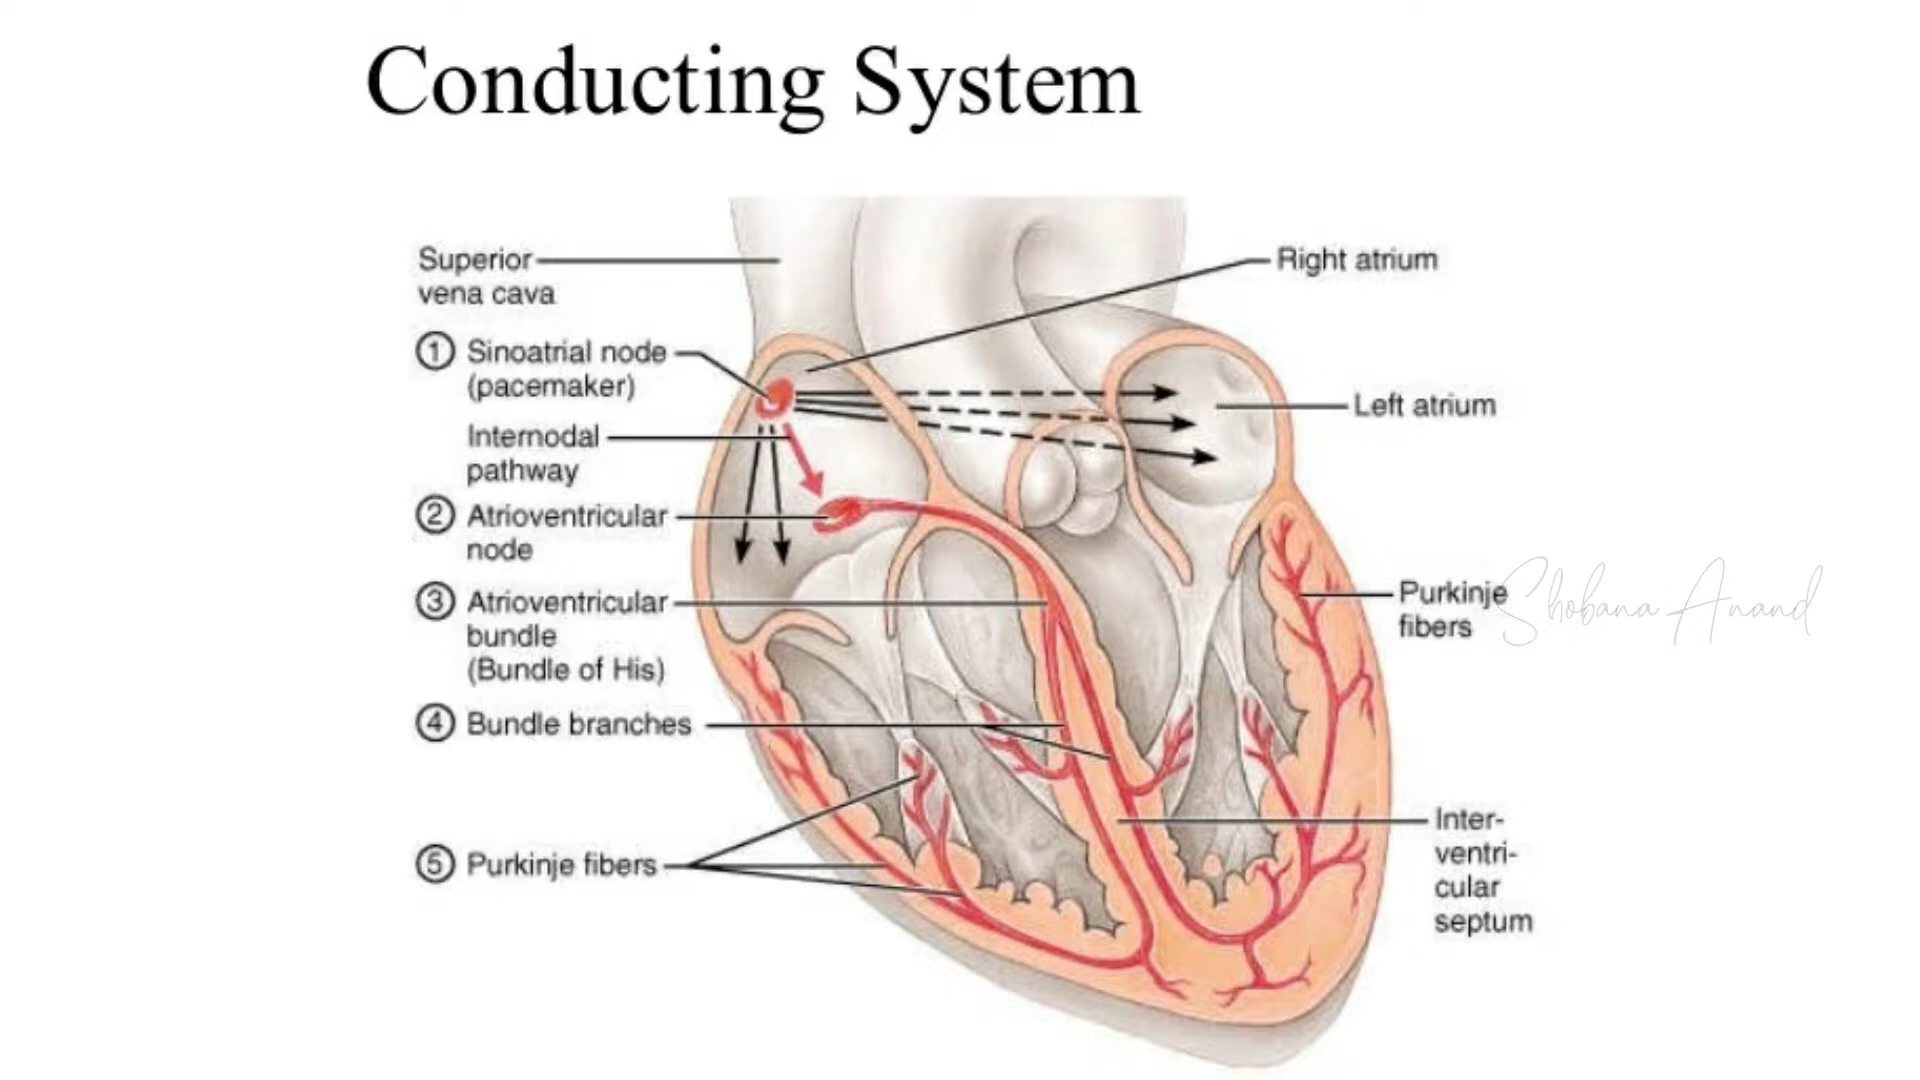 Conducting System
Superior
vena cava
① Sinoatrial node
(pacemaker)
Internodal
pathway
② Atrioventricular
node
③ Atrioventricular
bundle
(Bundle of His)
④ Bundle branches
⑤ Purkinje fibers
Right atrium
Left atrium
Purkinje
fibers
Shobana Anand
Inter-
ventri-
cular
septum